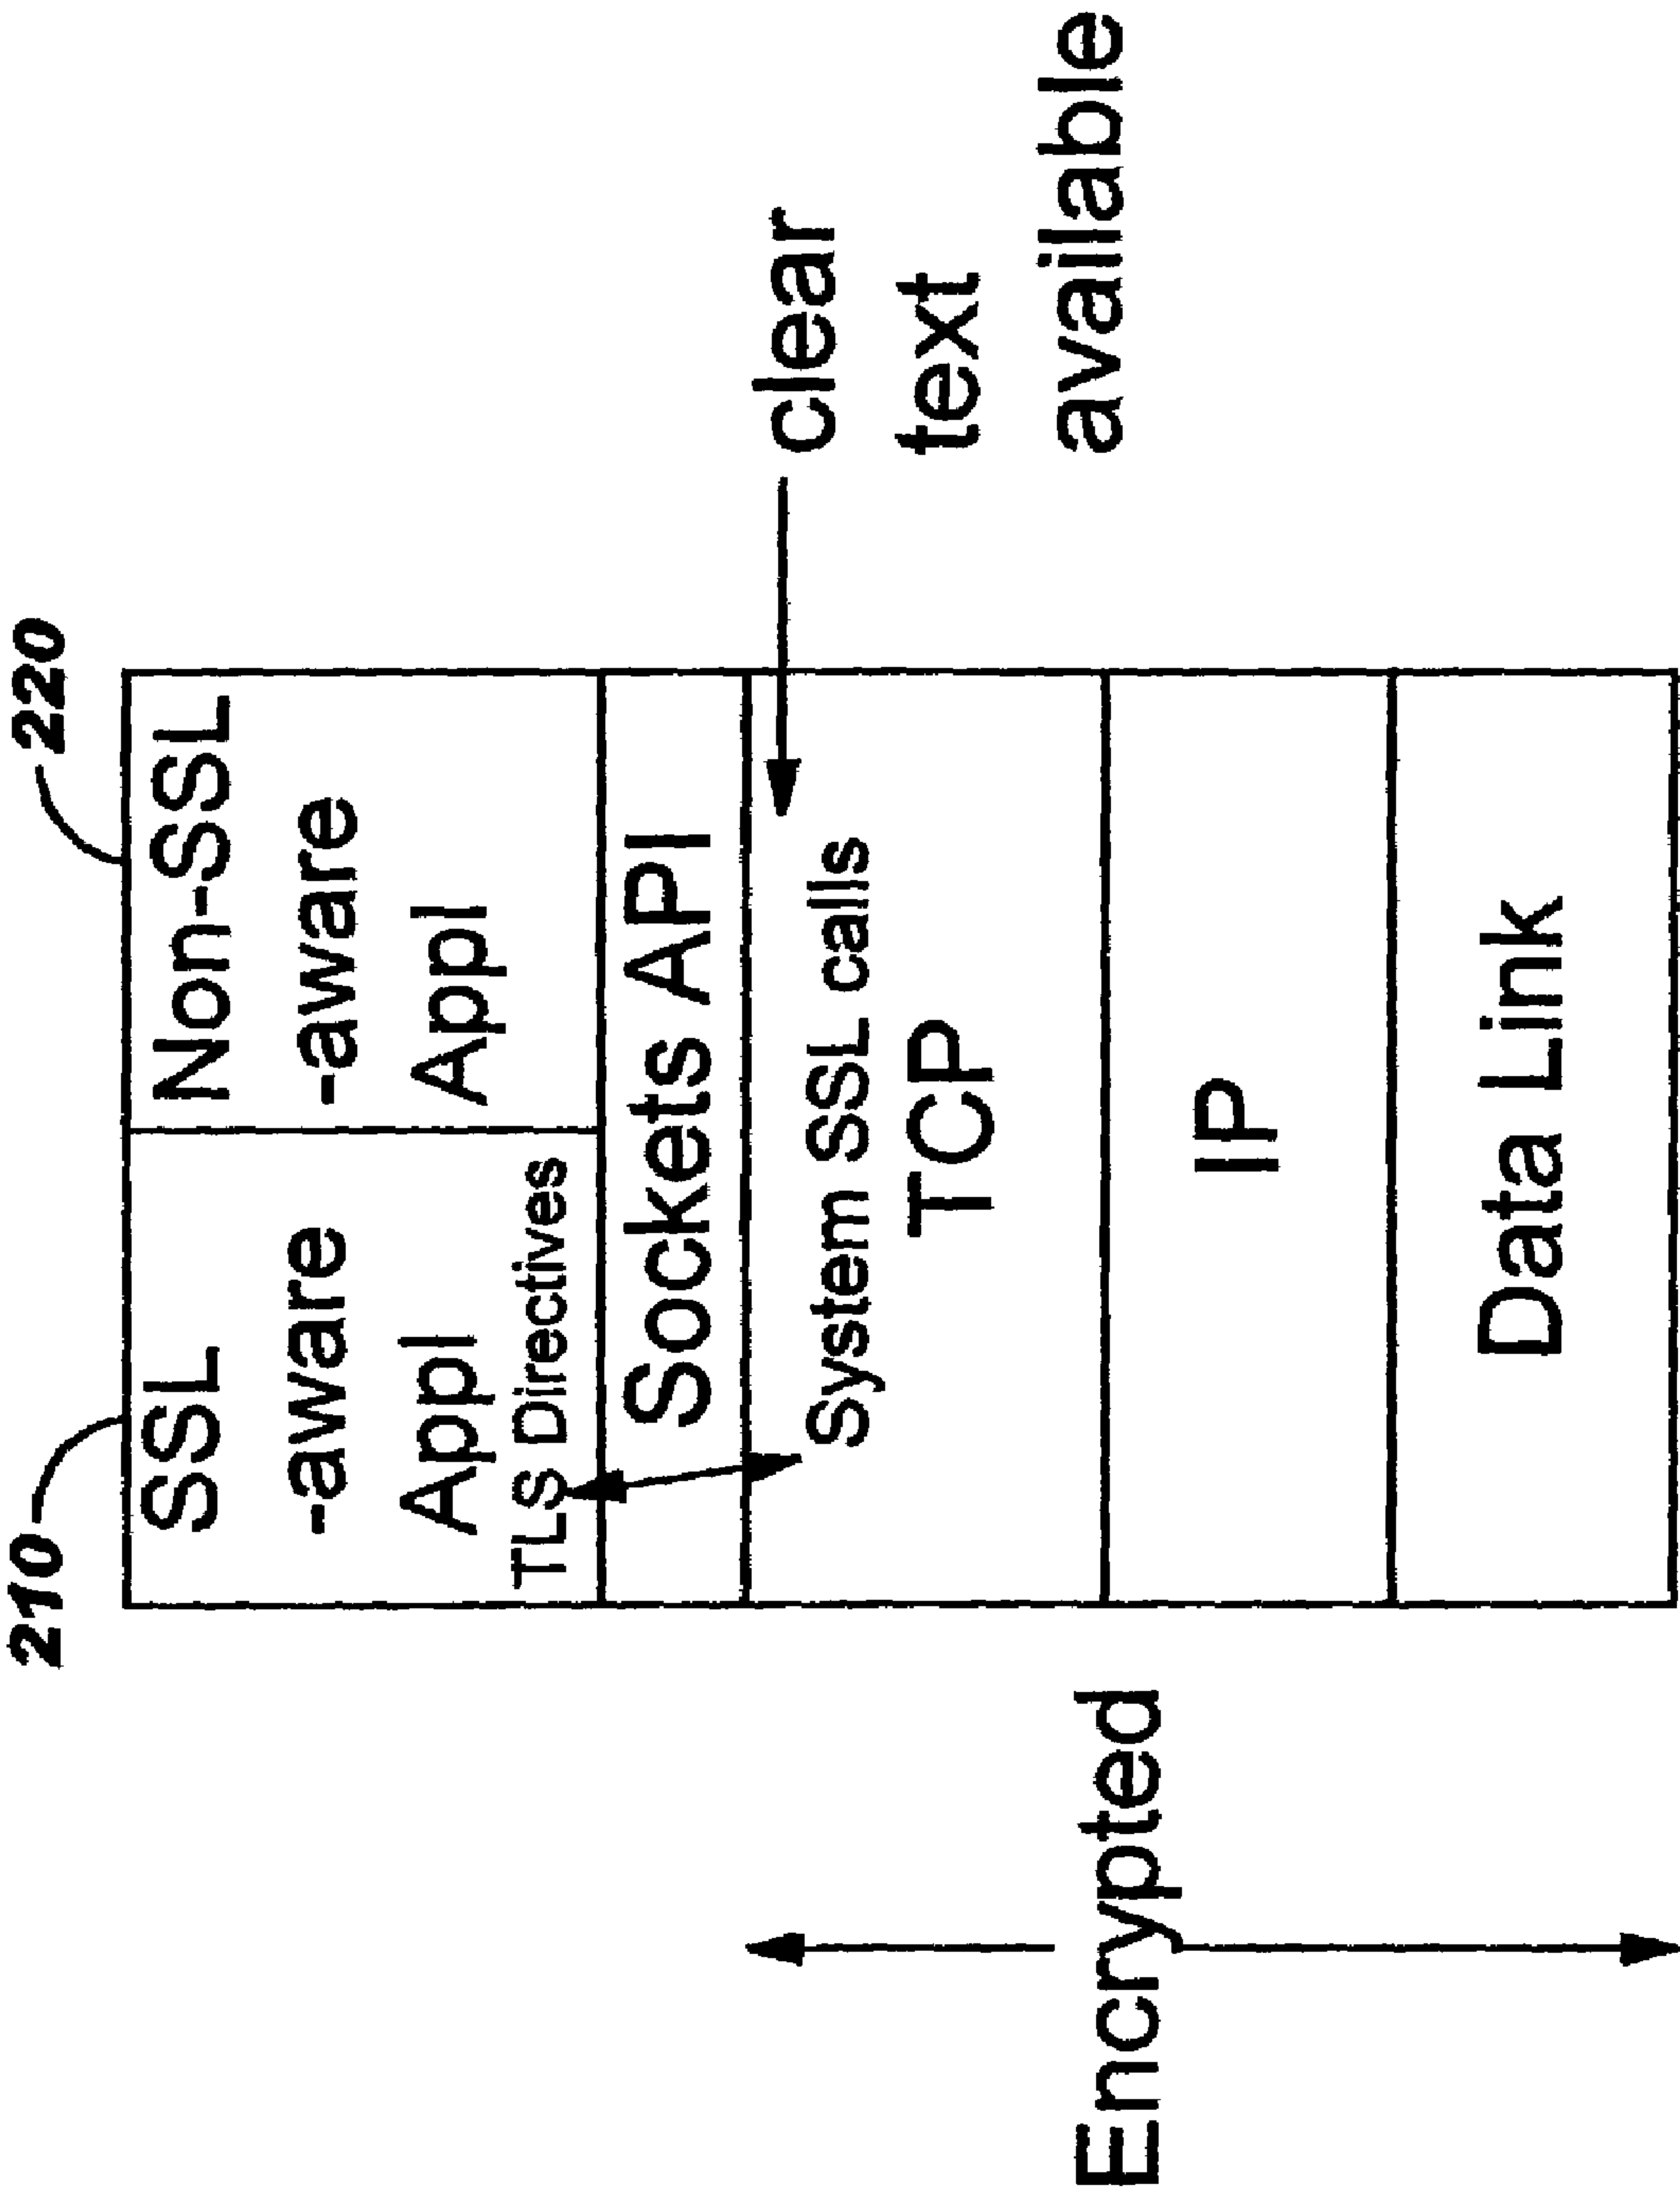 210
220
SSL
-aware
Appl
TLS Directives
Non-SSL
-aware
Appl
Sockets API
System SSL calls
TCP
IP
Data Link
clear
text
available
Encrypted